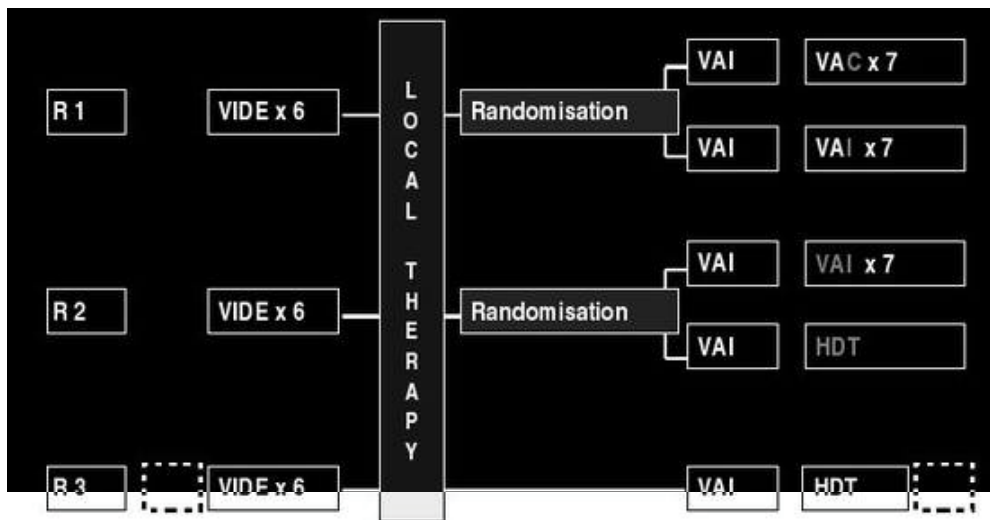 R 1
VIDE x 6
LOCAL THERAPY
Randomisation
VAI
VAC x 7
VAI
VAI x 7
R 2
VIDE x 6
Randomisation
VAI
VAI x 7
VAI
HDT
R 3
VIDE x 6
VAI
HDT